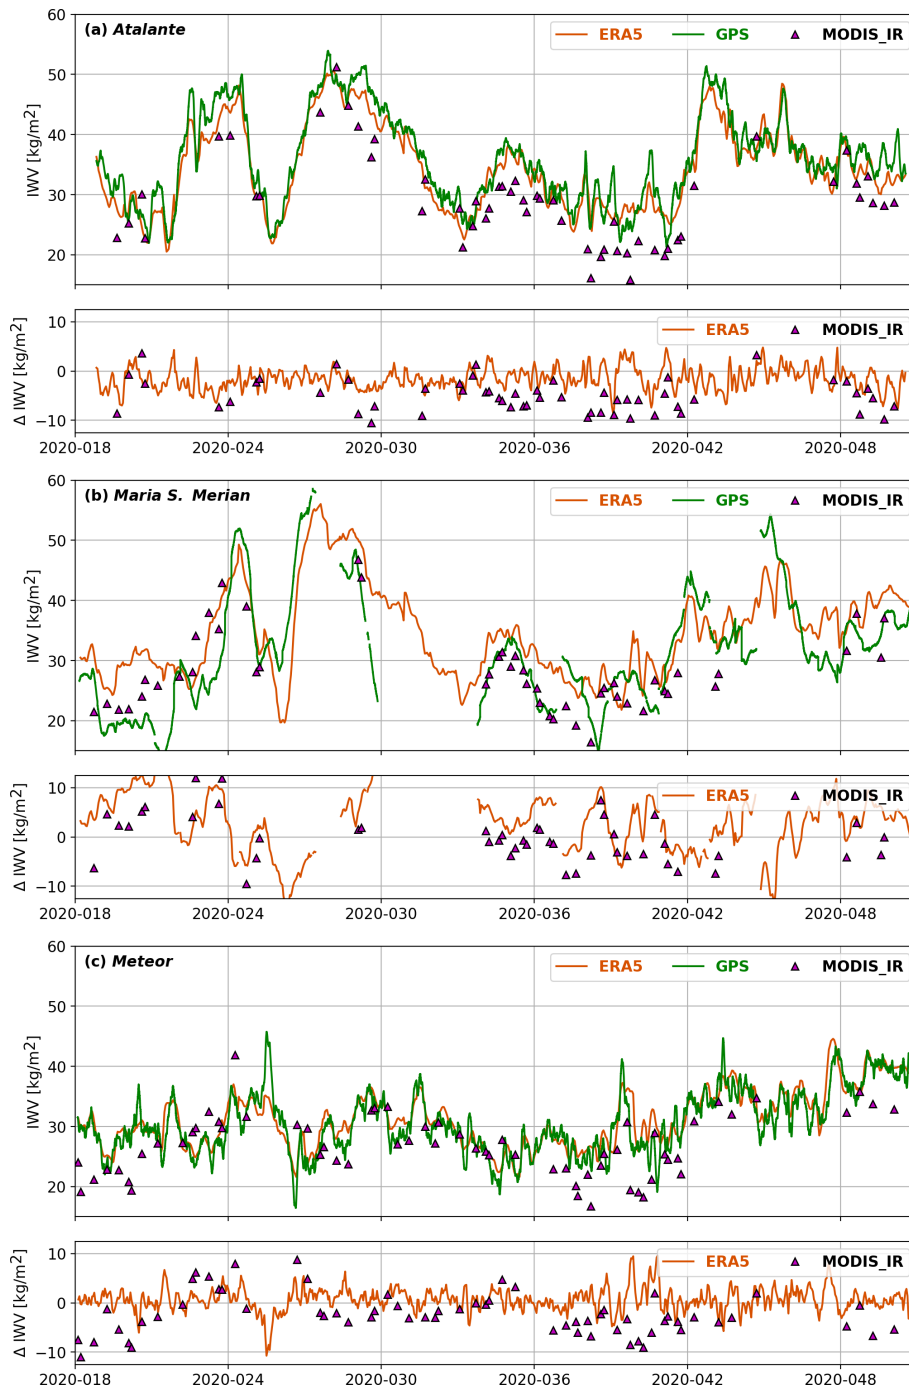 (a) Atalante
ERA5 GPS MODIS_IR
60
50
40
30
20
IWV [kg/m2]
ERA5 MODIS_IR
10
0
−10
Δ IWV [kg/m2]
2020-018 2020-024 2020-030 2020-036 2020-042 2020-048
(b) Maria S. Merian
ERA5 GPS MODIS_IR
60
50
40
30
20
IWV [kg/m2]
ERA5 MODIS_IR
10
0
−10
Δ IWV [kg/m2]
2020-018 2020-024 2020-030 2020-036 2020-042 2020-048
(c) Meteor
ERA5 GPS MODIS_IR
60
50
40
30
20
IWV [kg/m2]
ERA5 MODIS_IR
10
0
−10
Δ IWV [kg/m2]
2020-018 2020-024 2020-030 2020-036 2020-042 2020-048